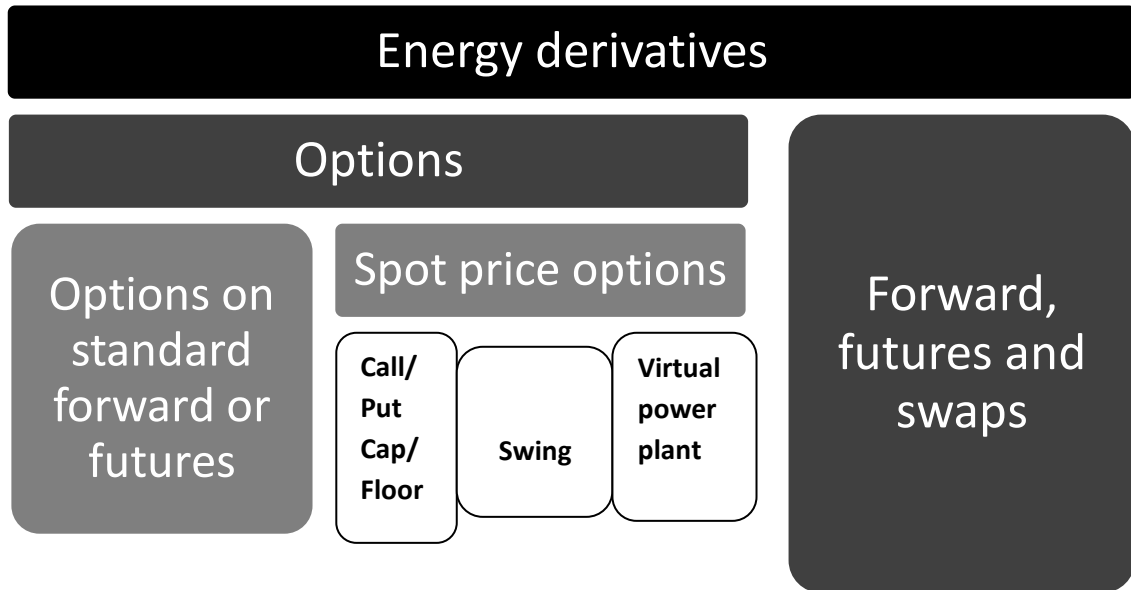 Energy derivatives
Options
Options on
standard
forward or
futures
Spot price options
Call/
Put
Cap/
Floor
Swing
Virtual
power
plant
Forward,
futures and
swaps